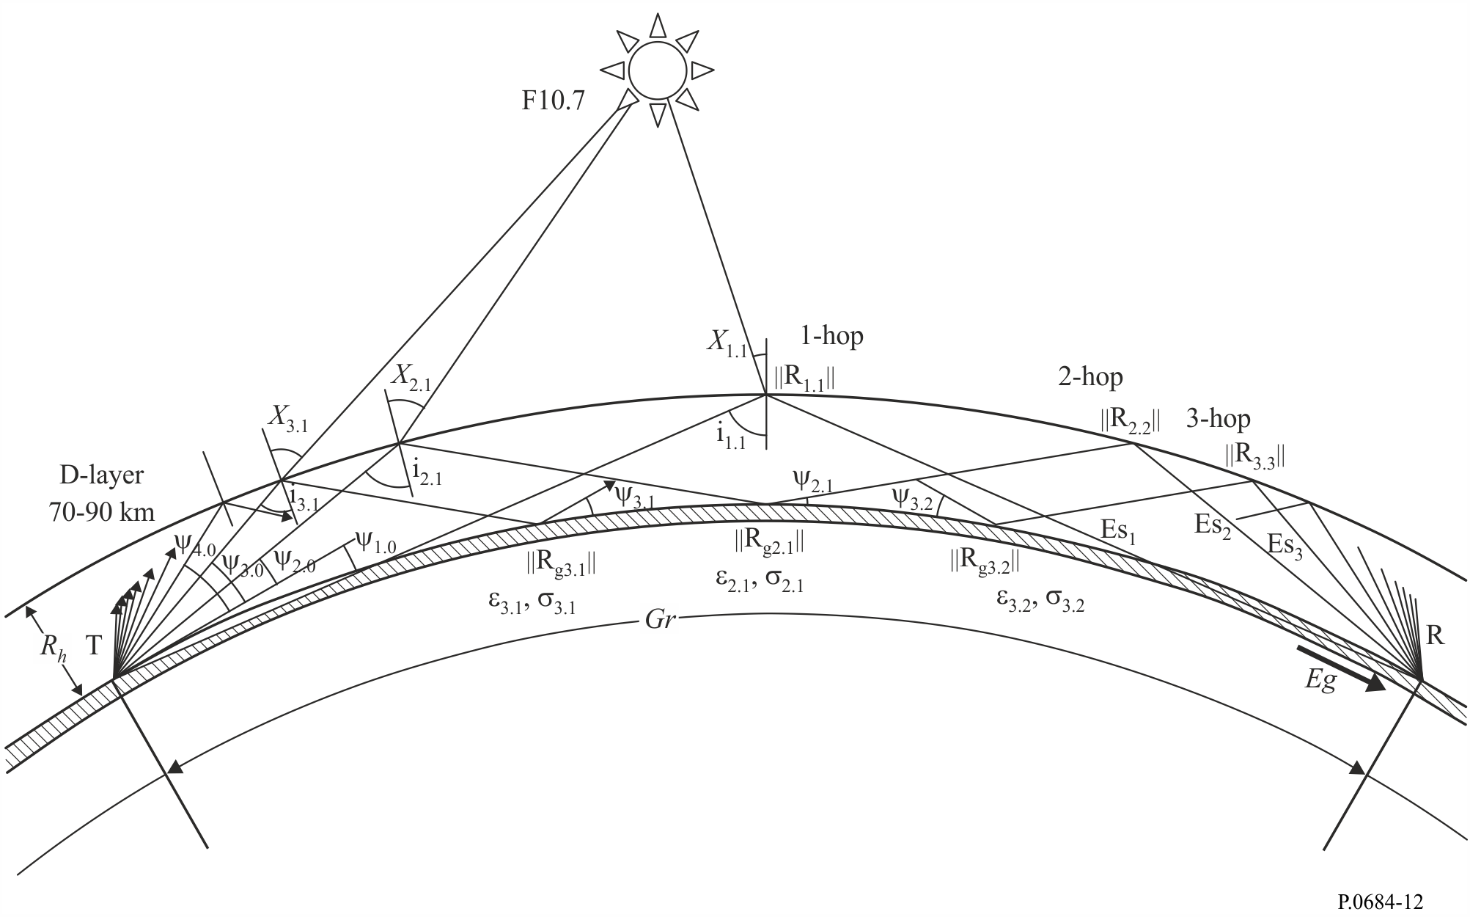 F10.7
X1.1
1-hop
||R1.1||
i1.1
X2.1
2-hop
||R2.2||
3-hop
||R3.3||
X3.1
i2.1
i3.1
D-layer
70-90 km
ψ3.1
ψ2.1
ψ3.2
Es1
Es2
Es3
ψ4.0
ψ3.0
ψ2.0
ψ1.0
||Rg3.1||
ε3.1, σ3.1
||Rg2.1||
ε2.1, σ2.1
||Rg3.2||
ε3.2, σ3.2
Gr
Rh
T
R
Eg
P.0684-12